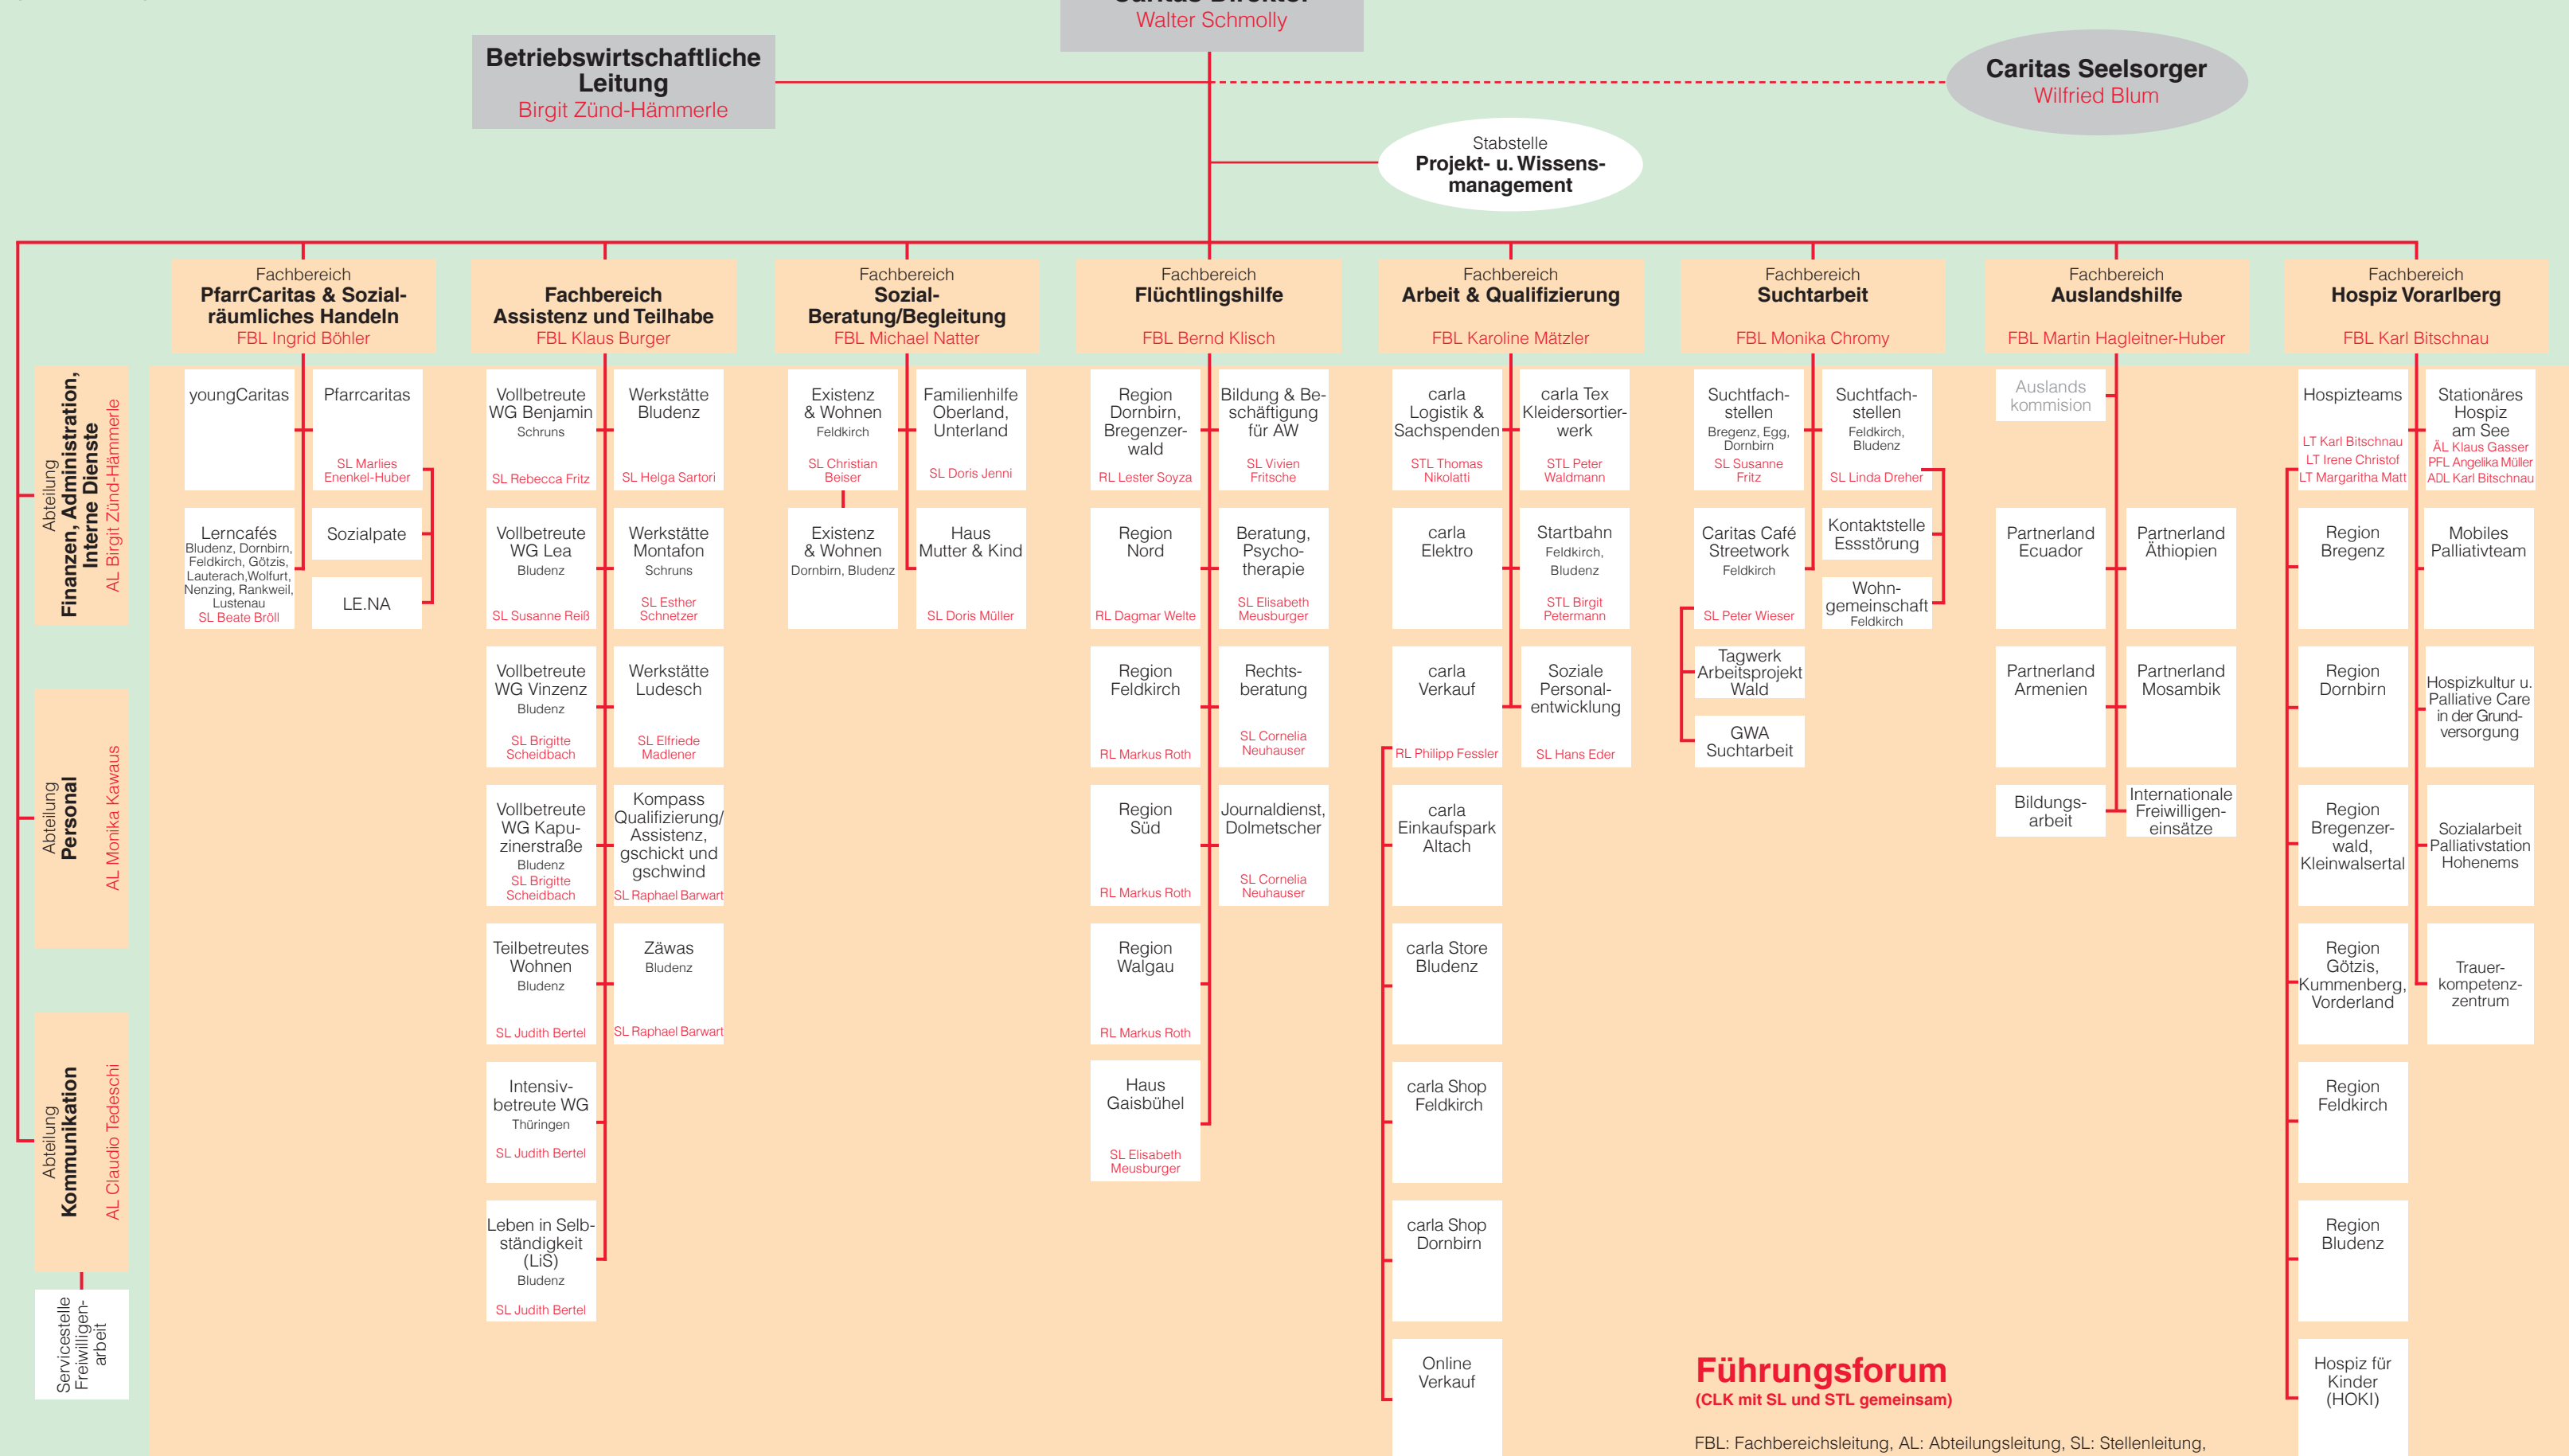 Caritas Direktor
Walter Schmolly
Betriebswirtschaftliche
Leitung
Birgit Zünd-Hämmerle
Caritas Seelsorger
Wilfried Blum
Stabstelle
Projekt- u. Wissens-
management
Fachbereich
PfarrCaritas & Sozial-
räumliches Handeln
FBL Ingrid Böhler
Fachbereich
Assistenz und Teilhabe
FBL Klaus Burger
Fachbereich
Sozial-
Beratung/Begleitung
FBL Michael Natter
Fachbereich
Flüchtlingshilfe
FBL Bernd Klisch
Fachbereich
Arbeit & Qualifizierung
FBL Karoline Mätzler
Fachbereich
Suchtarbeit
FBL Monika Chromy
Fachbereich
Auslandshilfe
FBL Martin Hagleitner-Huber
Fachbereich
Hospiz Vorarlberg
FBL Karl Bitschnau
Abteilung
Finanzen, Administration,
Interne Dienste
AL Birgit Zünd-Hämmerle
Abteilung
Personal
AL Monika Kawaus
Abteilung
Kommunikation
AL Claudio Tedeschi
Servicestelle
Freiwilligen-
arbeit
youngCaritas
Pfarrcaritas
SL Marlies
Enenkel-Huber
Lerncafés
Bludenz, Dornbirn,
Feldkirch, Götzis,
Lauterach,Wolfurt,
Nenzing, Rankweil,
Lustenau
SL Beate Bröll
Sozialpate
LE.NA
Vollbetreute
WG Benjamin
Schruns
SL Rebecca Fritz
Werkstätte
Bludenz
SL Helga Sartori
Vollbetreute
WG Lea
Bludenz
SL Susanne Reiß
Werkstätte
Montafon
Schruns
SL Esther
Schnetzer
Vollbetreute
WG Vinzenz
Bludenz
SL Brigitte
Scheidbach
Werkstätte
Ludesch
SL Elfriede
Madlener
Vollbetreute
WG Kapu-
zinerstraße
Bludenz
SL Brigitte
Scheidbach
Kompass
Qualifizierung/
Assistenz,
gschickt und
gschwind
SL Raphael Barwart
Teilbetreutes
Wohnen
Bludenz
SL Judith Bertel
Zäwas
Bludenz
SL Raphael Barwart
Intensiv-
betreute WG
Thüringen
SL Judith Bertel
Leben in Selb-
ständigkeit
(LiS)
Bludenz
SL Judith Bertel
Existenz
& Wohnen
Feldkirch
SL Christian
Beiser
Familienhilfe
Oberland,
Unterland
SL Doris Jenni
Existenz
& Wohnen
Dornbirn, Bludenz
Haus
Mutter & Kind
SL Doris Müller
Region
Dornbirn,
Bregenzer-
wald
RL Lester Soyza
Bildung & Be-
schäftigung
für AW
SL Vivien
Fritsche
Region
Nord
RL Dagmar Welte
Beratung,
Psycho-
therapie
SL Elisabeth
Meusburger
Region
Feldkirch
RL Markus Roth
Rechts-
beratung
SL Cornelia
Neuhauser
Region
Süd
RL Markus Roth
Journaldienst,
Dolmetscher
SL Cornelia
Neuhauser
Region
Walgau
RL Markus Roth
Haus
Gaisbühel
SL Elisabeth
Meusburger
carla
Logistik &
Sachspenden
STL Thomas
Nikolatti
carla Tex
Kleidersortier-
werk
STL Peter
Waldmann
carla
Elektro
Startbahn
Feldkirch,
Bludenz
STL Birgit
Petermann
carla
Verkauf
RL Philipp Fessler
Soziale
Personal-
entwicklung
SL Hans Eder
carla
Einkaufspark
Altach
carla Store
Bludenz
carla Shop
Feldkirch
carla Shop
Dornbirn
Online
Verkauf
Suchtfach-
stellen
Bregenz, Egg,
Dornbirn
SL Susanne
Fritz
Suchtfach-
stellen
Feldkirch,
Bludenz
SL Linda Dreher
Caritas Café
Streetwork
Feldkirch
SL Peter Wieser
Kontaktstelle
Essstörung
Wohn-
gemeinschaft
Feldkirch
Tagwerk
Arbeitsprojekt
Wald
GWA
Suchtarbeit
Auslands
kommision
Partnerland
Ecuador
Partnerland
Äthiopien
Partnerland
Armenien
Partnerland
Mosambik
Bildungs-
arbeit
Internationale
Freiwilligen-
einsätze
Hospizteams
LT Karl Bitschnau
LT Irene Christof
LT Margaritha Matt
Stationäres
Hospiz
am See
ÄL Klaus Gasser
PFL Angelika Müller
ADL Karl Bitschnau
Region
Bregenz
Mobiles
Palliativteam
Region
Dornbirn
Hospizkultur u.
Palliative Care
in der Grund-
versorgung
Region
Bregenzer-
wald,
Kleinwalsertal
Sozialarbeit
Palliativstation
Hohenems
Region
Götzis,
Kummenberg,
Vorderland
Trauer-
kompetenz-
zentrum
Region
Feldkirch
Region
Bludenz
Hospiz für
Kinder
(HOKI)
Führungsforum
(CLK mit SL und STL gemeinsam)
FBL: Fachbereichsleitung, AL: Abteilungsleitung, SL: Stellenleitung,